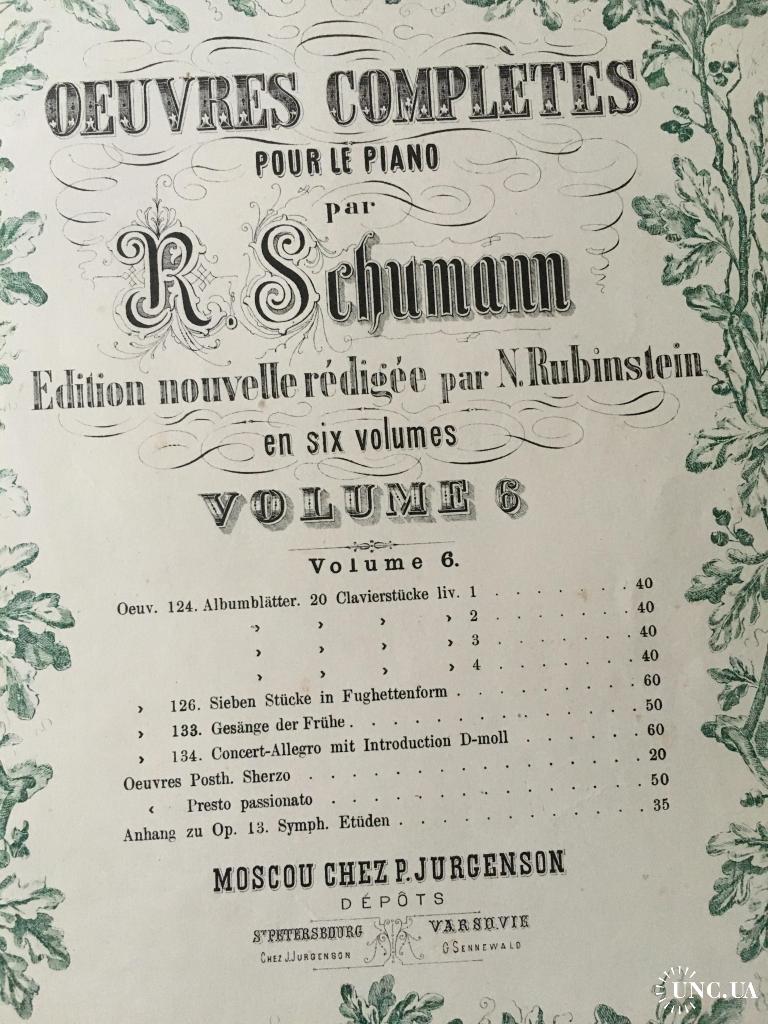 OEUVRES COMPLÈTES
POUR LE PIANO
par
R. Schumann
Edition nouvelle rédigée par N. Rubinstein
en six volumes
VOLUME 6
Volume 6.
Oeuv. 124. Albumblätter. 20 Clavierstücke liv. 1 . . . . . . . 40
› › › › 2 . . . . . . . 40
› › › › 3 . . . . . . . 40
› › › › 4 . . . . . . . 40
› 126. Sieben Stücke in Fughettenform . . . . . . . . . 60
› 133. Gesänge der Frühe . . . . . . . . . . . . . 50
› 134. Concert-Allegro mit Introduction D-moll . . . . . . 60
Oeuvres Posth. Sherzo . . . . . . . . . . . . . . 20
‹ Presto passionato . . . . . . . . . . . . . 50
Anhang zu Op. 13. Symph. Etüden . . . . . . . . . . . 35
MOSCOU CHEZ P. JURGENSON
DÉPÔTS
ST PETERSBOURG VARSOVIE
CHEZ J. JURGENSON G SENNEWALD
UNC.UA